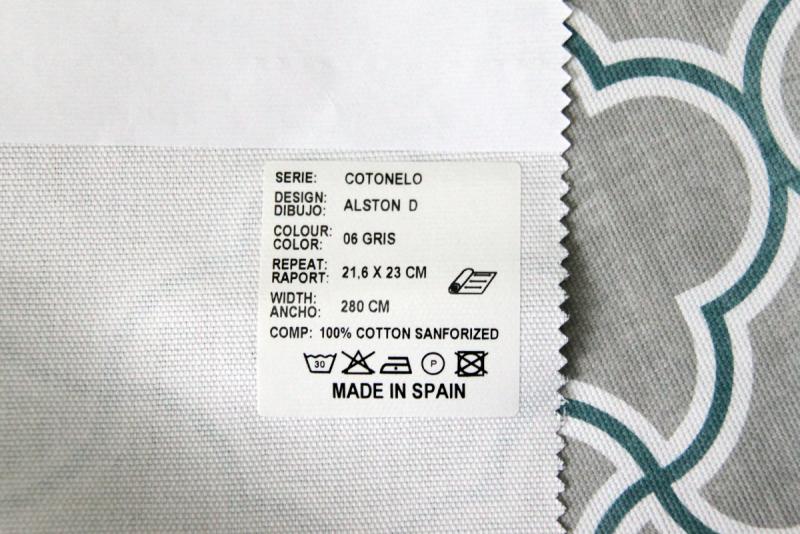 SERIE: COTONELO
DESIGN:
DIBUJO: ALSTON D
COLOUR:
COLOR: 06 GRIS
REPEAT:
RAPORT: 21,6 X 23 CM
WIDTH:
ANCHO: 280 CM
COMP: 100% COTTON SANFORIZED
30 P
MADE IN SPAIN